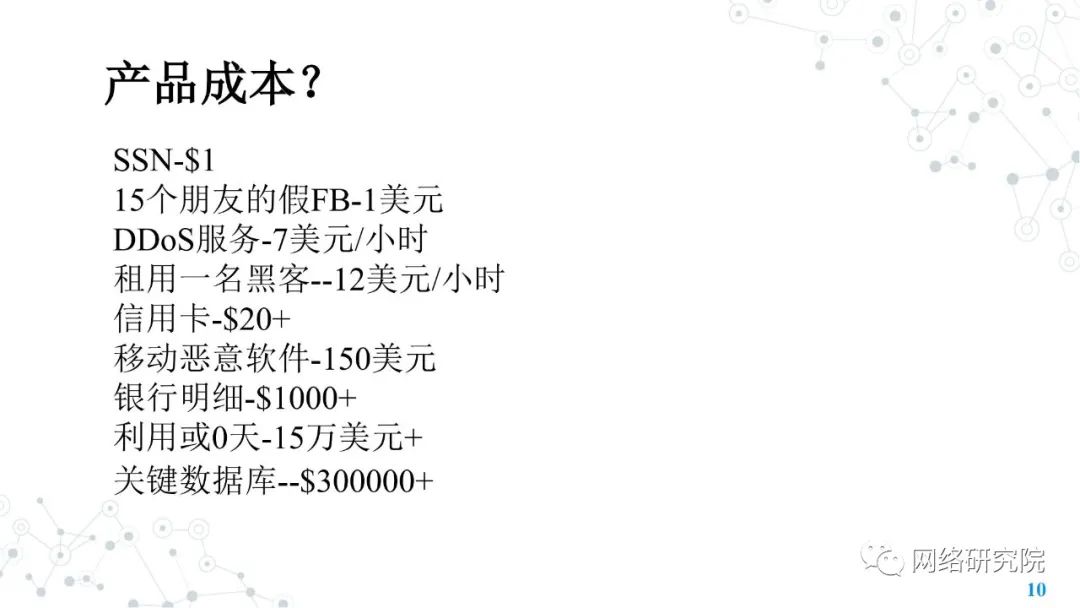 产品成本？
SSN-$1
15个朋友的假FB-1美元
DDoS服务-7美元/小时
租用一名黑客--12美元/小时
信用卡-$20+
移动恶意软件-150美元
银行明细-$1000+
利用或0天-15万美元+
关键数据库--$300000+
网络研究院
10